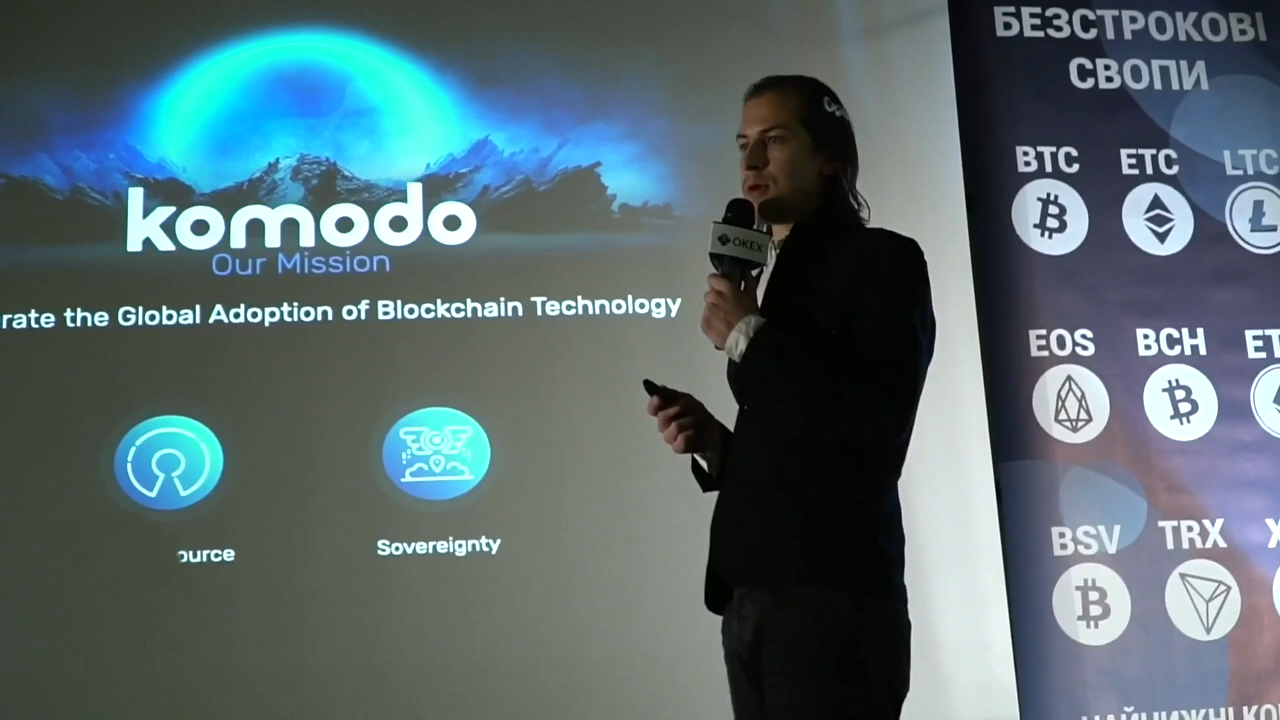 komodo
Our Mission
rate the Global Adoption of Blockchain Technology
ource
Sovereignty
OKEX
БЕЗСТРОКОВІ
СВОПИ
BTC ETC LTC
EOS BCH ET
BSV TRX X